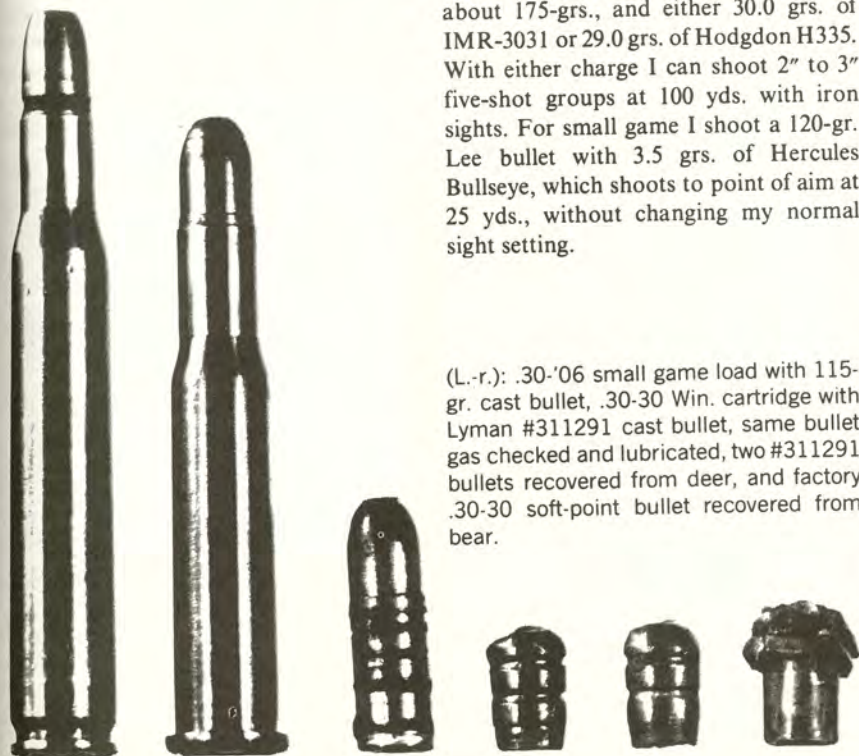 about 175-grs., and either 30.0 grs. of
IMR-3031 or 29.0 grs. of Hodgdon H335.
With either charge I can shoot 2″ to 3″
five-shot groups at 100 yds. with iron
sights. For small game I shoot a 120-gr.
Lee bullet with 3.5 grs. of Hercules
Bullseye, which shoots to point of aim at
25 yds., without changing my normal
sight setting.
(L.-r.): .30-'06 small game load with 115-
gr. cast bullet, .30-30 Win. cartridge with
Lyman #311291 cast bullet, same bullet
gas checked and lubricated, two #311291
bullets recovered from deer, and factory
.30-30 soft-point bullet recovered from
bear.